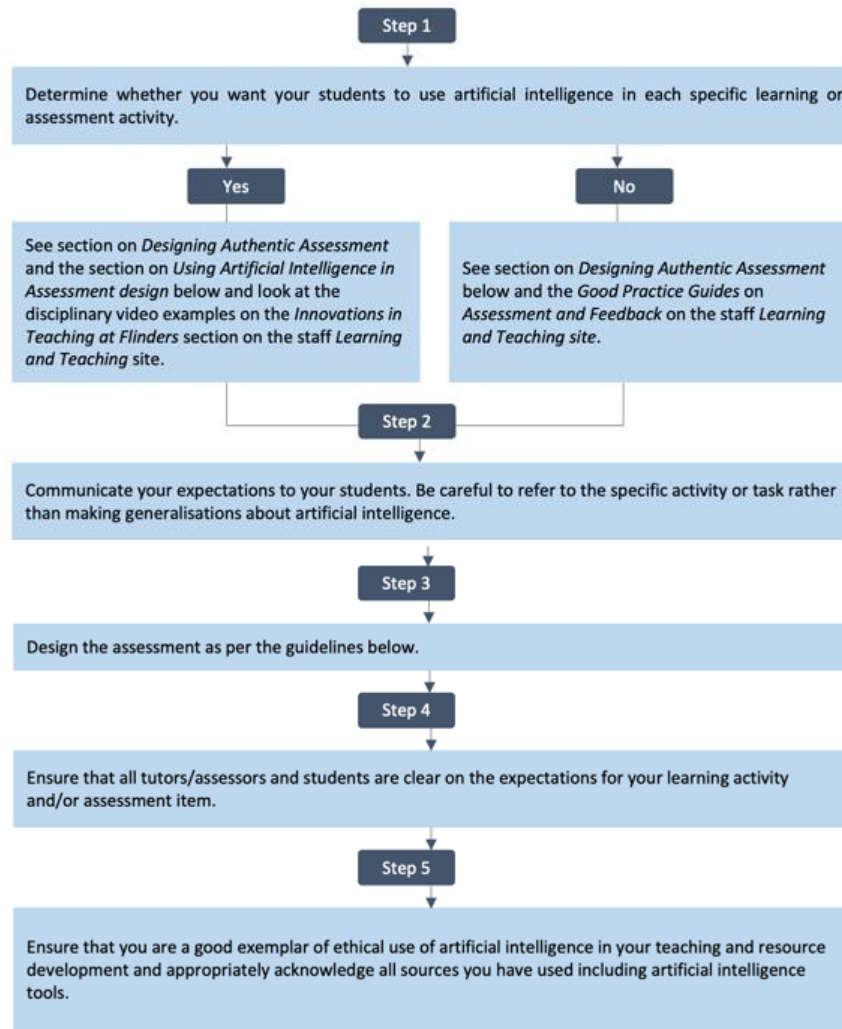 Step 1
Determine whether you want your students to use artificial intelligence in each specific learning or
assessment activity.
Yes
No
See section on Designing Authentic Assessment
and the section on Using Artificial Intelligence in
Assessment design below and look at the
disciplinary video examples on the Innovations in
Teaching at Flinders section on the staff Learning
and Teaching site.
See section on Designing Authentic Assessment
below and the Good Practice Guides on
Assessment and Feedback on the staff Learning
and Teaching site.
Step 2
Communicate your expectations to your students. Be careful to refer to the specific activity or task rather
than making generalisations about artificial intelligence.
Step 3
Design the assessment as per the guidelines below.
Step 4
Ensure that all tutors/assessors and students are clear on the expectations for your learning activity
and/or assessment item.
Step 5
Ensure that you are a good exemplar of ethical use of artificial intelligence in your teaching and resource
development and appropriately acknowledge all sources you have used including artificial intelligence
tools.